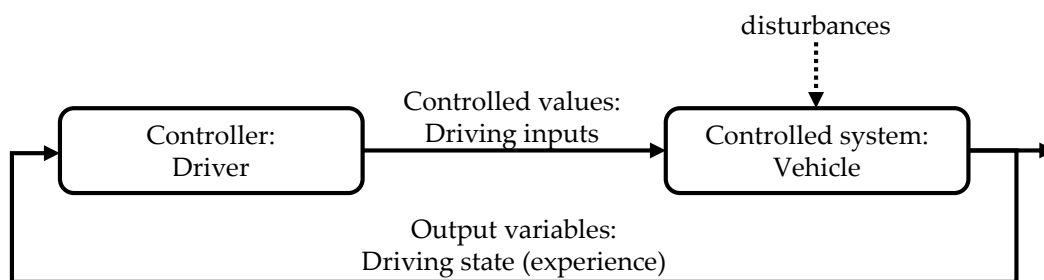 disturbances
Controller:
Driver
Controlled values:
Driving inputs
Controlled system:
Vehicle
Output variables:
Driving state (experience)